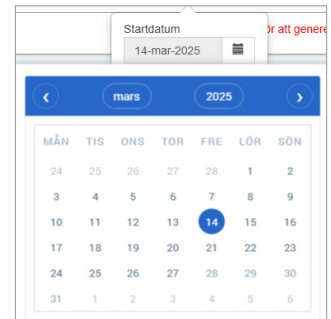 Startdatum ör att genere
14-mar-2025
‹ mars 2025 ›
MÅN TIS ONS TOR FRE LÖR SÖN
24 25 26 27 28 1 2
3 4 5 6 7 8 9
10 11 12 13 14 15 16
17 18 19 20 21 22 23
24 25 26 27 28 29 30
31 1 2 3 4 5 6